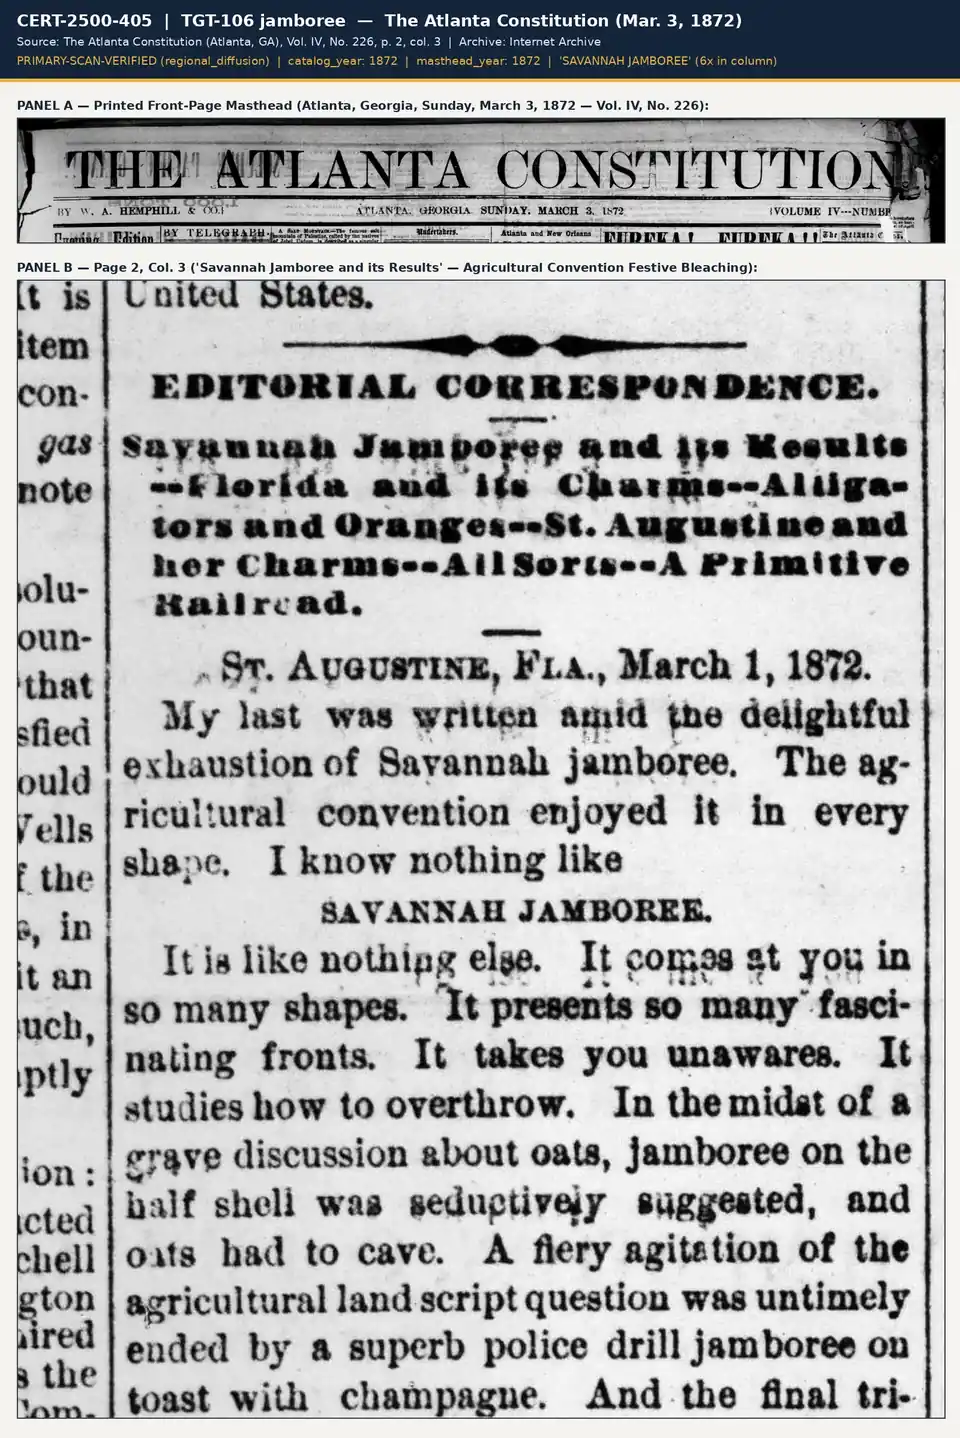 CERT-2500-405 | TGT-106 jamboree — The Atlanta Constitution (Mar. 3, 1872)
Source: The Atlanta Constitution (Atlanta, GA), Vol. IV, No. 226, p. 2, col. 3 | Archive: Internet Archive
PRIMARY-SCAN-VERIFIED (regional_diffusion) | catalog_year: 1872 | masthead_year: 1872 | 'SAVANNAH JAMBOREE' (6x in column)
PANEL A — Printed Front-Page Masthead (Atlanta, Georgia, Sunday, March 3, 1872 — Vol. IV, No. 226):
THE ATLANTA CONSTITUTION
BY W. A. HEMPHILL & CO.} ATLANTA, GEORGIA, SUNDAY, MARCH 3, 1872 {VOLUME IV---NUMBE
Evening Edition BY TELEGRAPH. Undertakers. Atlanta and New Orleans EUREKA! EUREKA!! The Atlanta
PANEL B — Page 2, Col. 3 ('Savannah Jamboree and its Results' — Agricultural Convention Festive Bleaching):
It is
item
con-
gas
note
solu-
oun-
that
sfied
ould
Vells
f the
s, in
it an
uch,
ptly
ion:
cted
chell
gton
ired
s the
Com-
United States.
EDITORIAL CORRESPONDENCE.
Savannah Jamboree and its Results
--Florida and its Charms--Alliga-
tors and Oranges--St. Augustine and
her Charms--All Sorts--A Primitive
Railroad.
ST. AUGUSTINE, FLA., March 1, 1872.
My last was written amid the delightful
exhaustion of Savannah jamboree. The ag-
ricultural convention enjoyed it in every
shape. I know nothing like
SAVANNAH JAMBOREE.
It is like nothing else. It comes at you in
so many shapes. It presents so many fasci-
nating fronts. It takes you unawares. It
studies how to overthrow. In the midst of a
grave discussion about oats, jamboree on the
half shell was seductively suggested, and
oats had to cave. A fiery agitation of the
agricultural land script question was untimely
ended by a superb police drill jamboree on
toast with champagne. And the final tri-